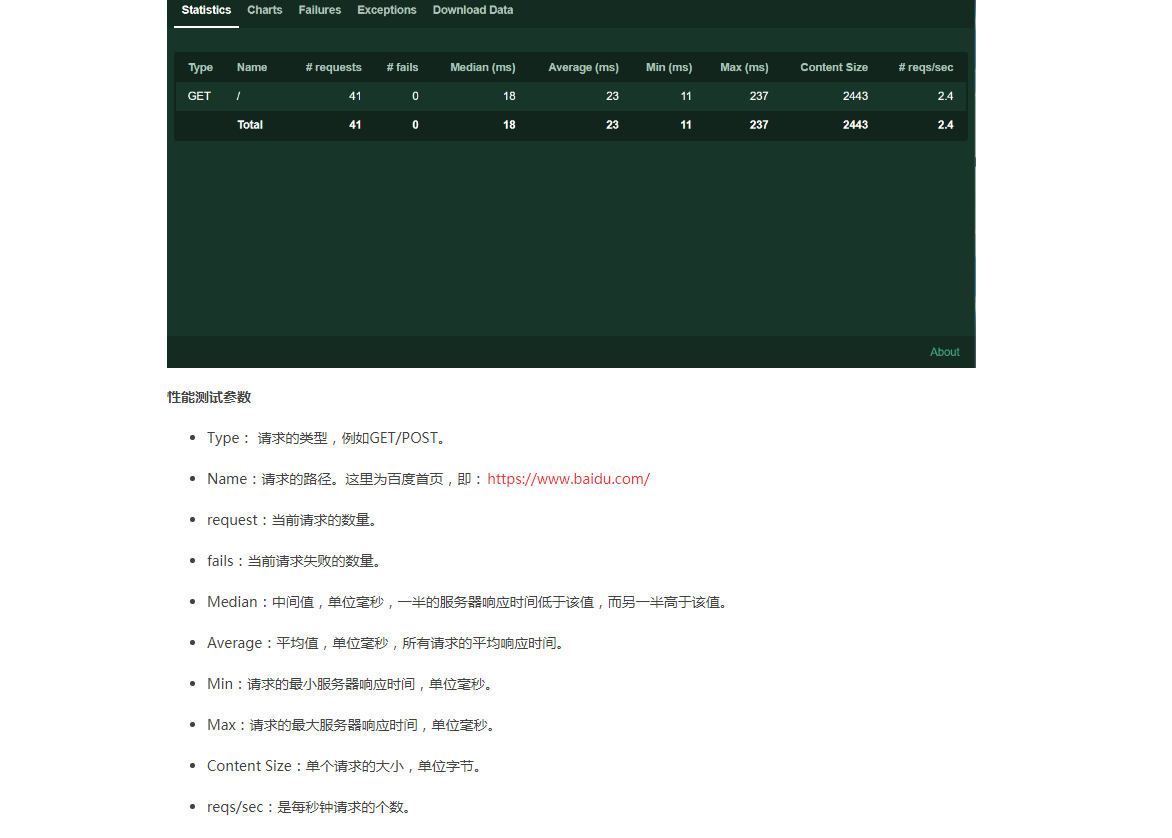 Statistics Charts Failures Exceptions Download Data
Type Name # requests # fails Median (ms) Average (ms) Min (ms) Max (ms) Content Size # reqs/sec
GET / 41 0 18 23 11 237 2443 2.4
Total 41 0 18 23 11 237 2443 2.4
About
性能测试参数
Type： 请求的类型，例如GET/POST。
Name：请求的路径。这里为百度首页，即：https://www.baidu.com/
request：当前请求的数量。
fails：当前请求失败的数量。
Median：中间值，单位毫秒，一半的服务器响应时间低于该值，而另一半高于该值。
Average：平均值，单位毫秒，所有请求的平均响应时间。
Min：请求的最小服务器响应时间，单位毫秒。
Max：请求的最大服务器响应时间，单位毫秒。
Content Size：单个请求的大小，单位字节。
reqs/sec：是每秒钟请求的个数。